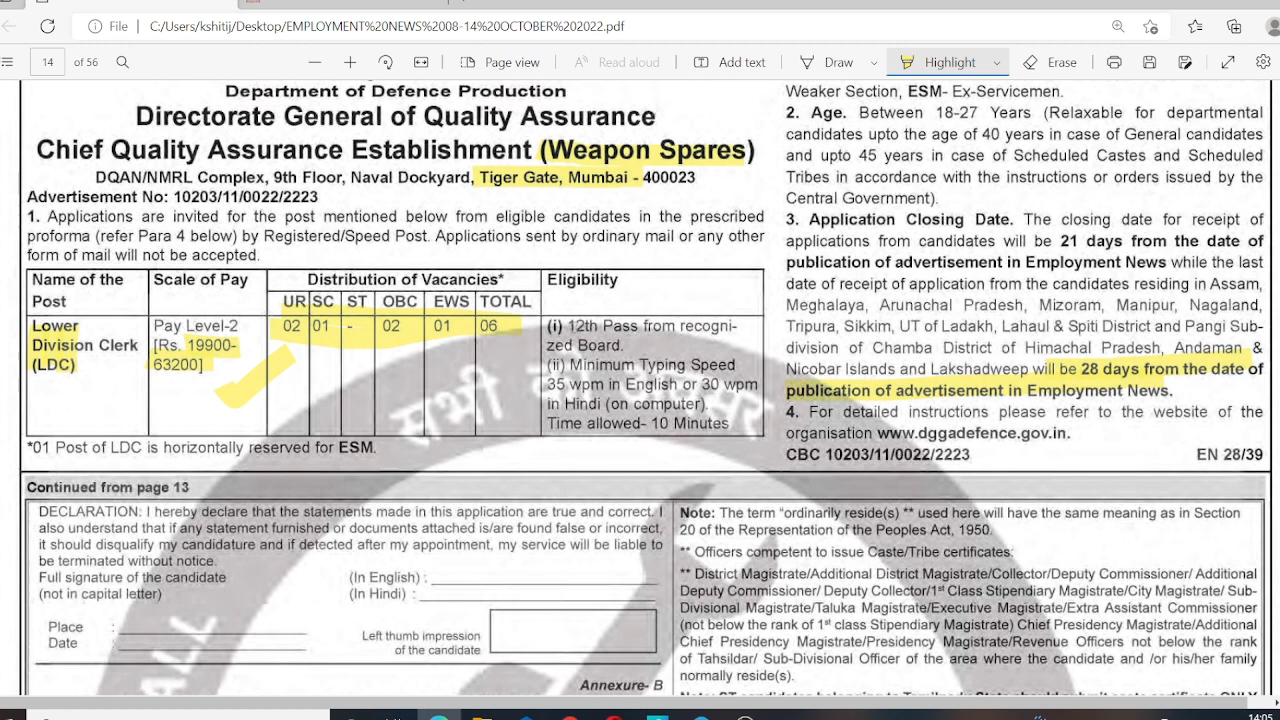 File | C:/Users/kshitij/Desktop/EMPLOYMENT%20NEWS%2008-14%20OCTOBER%202022.pdf
14 of 56 Page view Read aloud Add text Draw Highlight Erase
Department of Defence Production
Directorate General of Quality Assurance
Chief Quality Assurance Establishment (Weapon Spares)
DQAN/NMRL Complex, 9th Floor, Naval Dockyard, Tiger Gate, Mumbai - 400023
Advertisement No: 10203/11/0022/2223
1. Applications are invited for the post mentioned below from eligible candidates in the prescribed
proforma (refer Para 4 below) by Registered/Speed Post. Applications sent by ordinary mail or any other
form of mail will not be accepted.
Name of the Post Scale of Pay Distribution of Vacancies* Eligibility
UR SC ST OBC EWS TOTAL
Lower Division Clerk (LDC)
Pay Level-2
[Rs. 19900-
63200]
02 01 - 02 01 06
(i) 12th Pass from recogni-
zed Board.
(ii) Minimum Typing Speed
35 wpm in English or 30 wpm
in Hindi (on computer).
Time allowed- 10 Minutes
*01 Post of LDC is horizontally reserved for ESM.
Weaker Section, ESM- Ex-Servicemen.
2. Age. Between 18-27 Years (Relaxable for departmental
candidates upto the age of 40 years in case of General candidates
and upto 45 years in case of Scheduled Castes and Scheduled
Tribes in accordance with the instructions or orders issued by the
Central Government).
3. Application Closing Date. The closing date for receipt of
applications from candidates will be 21 days from the date of
publication of advertisement in Employment News while the last
date of receipt of application from the candidates residing in Assam,
Meghalaya, Arunachal Pradesh, Mizoram, Manipur, Nagaland,
Tripura, Sikkim, UT of Ladakh, Lahaul & Spiti District and Pangi Sub-
division of Chamba District of Himachal Pradesh, Andaman &
Nicobar Islands and Lakshadweep will be 28 days from the date of
publication of advertisement in Employment News.
4. For detailed instructions please refer to the website of the
organisation www.dggadefence.gov.in.
CBC 10203/11/0022/2223 EN 28/39
Continued from page 13
DECLARATION: I hereby declare that the statements made in this application are true and correct. I
also understand that if any statement furnished or documents attached is/are found false or incorrect,
it should disqualify my candidature and if detected after my appointment, my service will be liable to
be terminated without notice.
Full signature of the candidate (In English) :
(not in capital letter) (In Hindi) :
Place :
Date :
Left thumb impression
of the candidate
Annexure- B
Note: The term "ordinarily reside(s) ** used here will have the same meaning as in Section
20 of the Representation of the Peoples Act, 1950.
** Officers competent to issue Caste/Tribe certificates:
** District Magistrate/Additional District Magistrate/Collector/Deputy Commissioner/ Additional
Deputy Commissioner/ Deputy Collector/1st Class Stipendiary Magistrate/City Magistrate/ Sub-
Divisional Magistrate/Taluka Magistrate/Executive Magistrate/Extra Assistant Commissioner
(not below the rank of 1st class Stipendiary Magistrate) Chief Presidency Magistrate/Additional
Chief Presidency Magistrate/Presidency Magistrate/Revenue Officers not below the rank
of Tahsildar/ Sub-Divisional Officer of the area where the candidate and /or his/her family
normally reside(s).
ALL
14:05